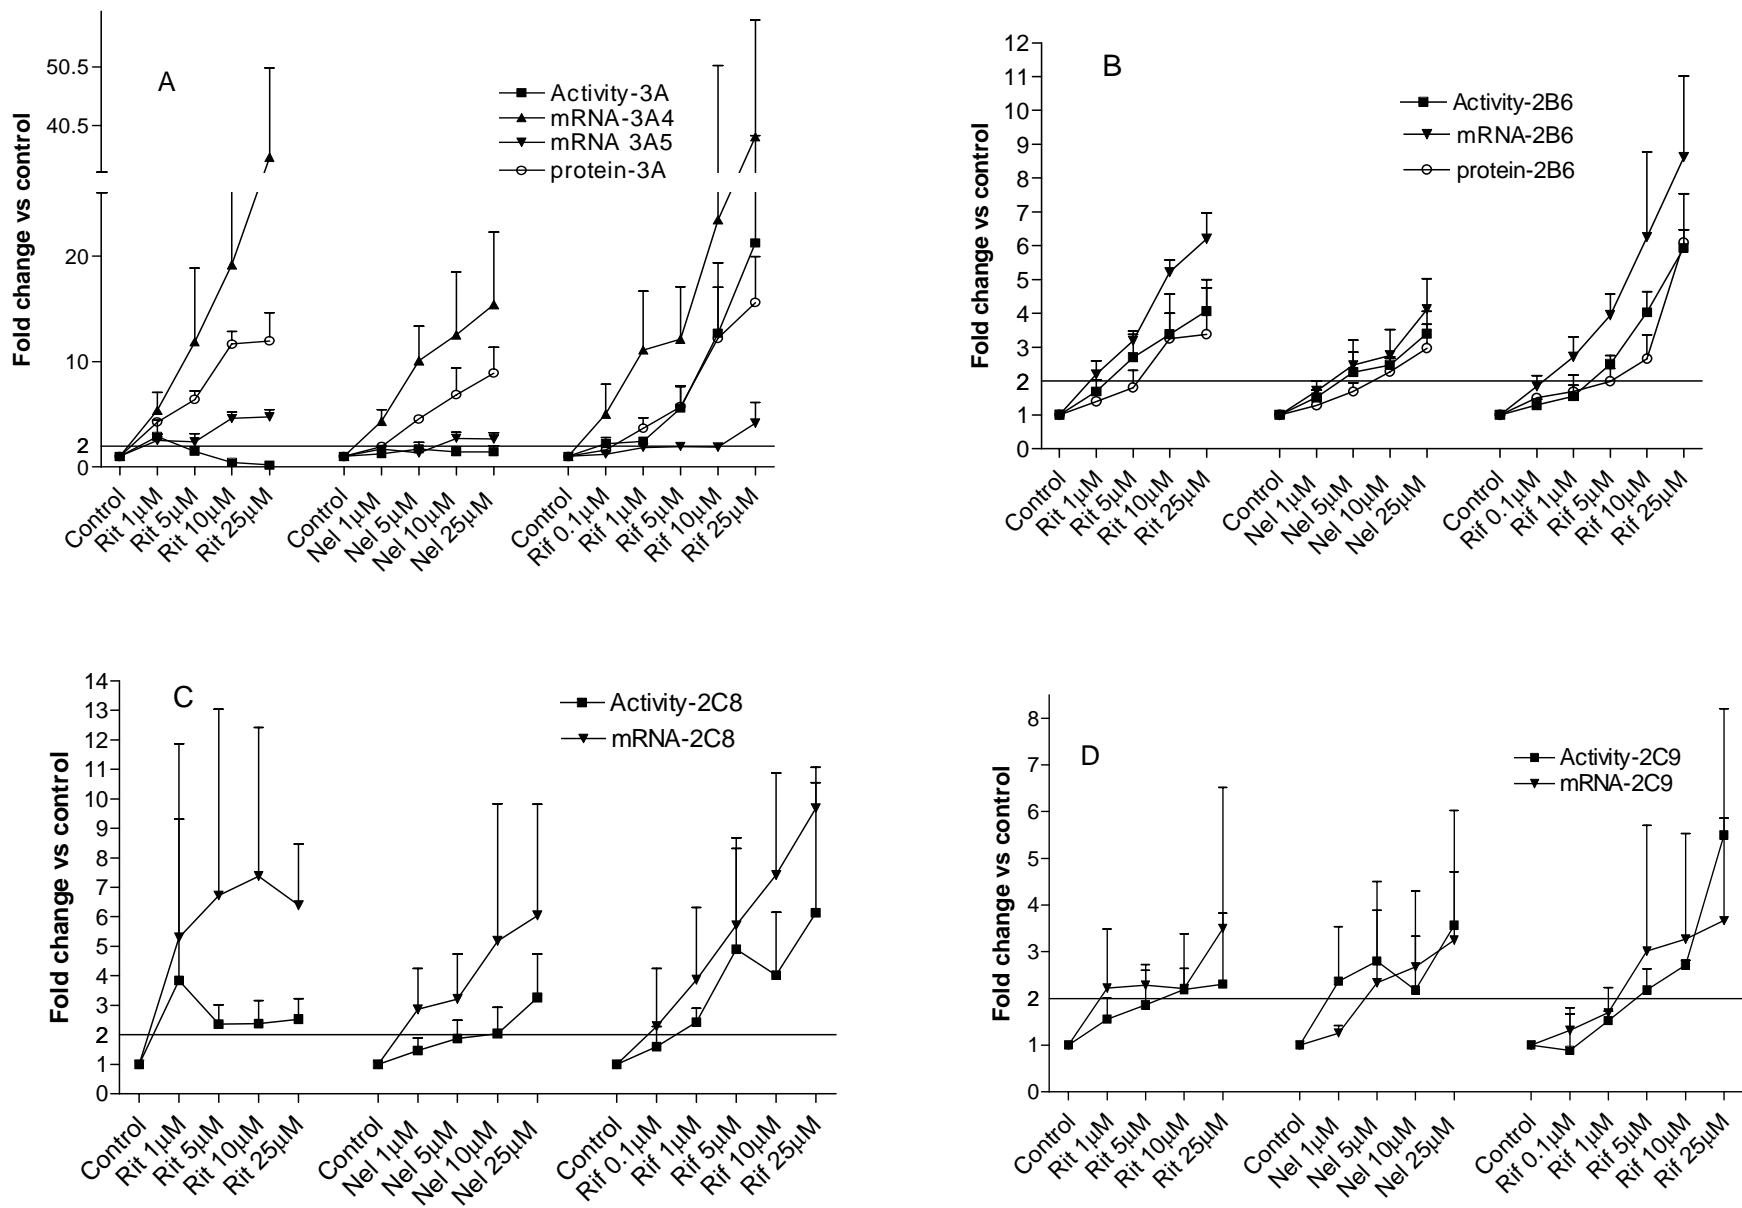 A
Fold change vs control
50.5
40.5
20
10
2
0
Activity-3A
mRNA-3A4
mRNA 3A5
protein-3A
Control
Rit 1µM
Rit 5µM
Rit 10µM
Rit 25µM
Control
Nel 1µM
Nel 5µM
Nel 10µM
Nel 25µM
Control
Rif 0.1µM
Rif 1µM
Rif 5µM
Rif 10µM
Rif 25µM
B
Fold change vs control
12
11
10
9
8
7
6
5
4
3
2
1
0
Activity-2B6
mRNA-2B6
protein-2B6
Control
Rit 1µM
Rit 5µM
Rit 10µM
Rit 25µM
Control
Nel 1µM
Nel 5µM
Nel 10µM
Nel 25µM
Control
Rif 0.1µM
Rif 1µM
Rif 5µM
Rif 10µM
Rif 25µM
C
Fold change vs control
14
13
12
11
10
9
8
7
6
5
4
3
2
1
0
Activity-2C8
mRNA-2C8
Control
Rit 1µM
Rit 5µM
Rit 10µM
Rit 25µM
Control
Nel 1µM
Nel 5µM
Nel 10µM
Nel 25µM
Control
Rif 0.1µM
Rif 1µM
Rif 5µM
Rif 10µM
Rif 25µM
D
Fold change vs control
8
7
6
5
4
3
2
1
0
Activity-2C9
mRNA-2C9
Control
Rit 1µM
Rit 5µM
Rit 10µM
Rit 25µM
Control
Nel 1µM
Nel 5µM
Nel 10µM
Nel 25µM
Control
Rif 0.1µM
Rif 1µM
Rif 5µM
Rif 10µM
Rif 25µM